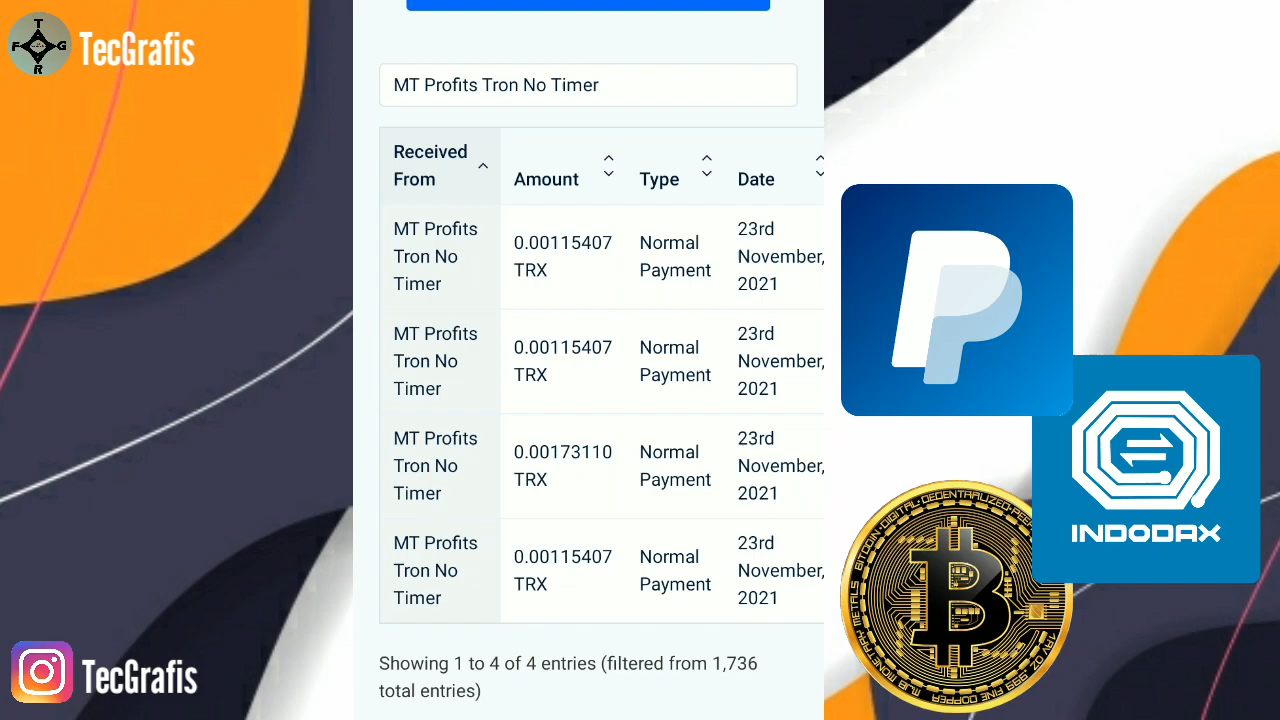 T
F G
R
TecGrafis
MT Profits Tron No Timer
Received
From
Amount
Type
Date
MT Profits
Tron No
Timer
0.00115407
TRX
Normal
Payment
23rd
November,
2021
MT Profits
Tron No
Timer
0.00115407
TRX
Normal
Payment
23rd
November,
2021
MT Profits
Tron No
Timer
0.00173110
TRX
Normal
Payment
23rd
November,
2021
MT Profits
Tron No
Timer
0.00115407
TRX
Normal
Payment
23rd
November,
2021
Showing 1 to 4 of 4 entries (filtered from 1,736
total entries)
INDODAX
BITCOIN DIGITAL DECENTRALIZED
TecGrafis